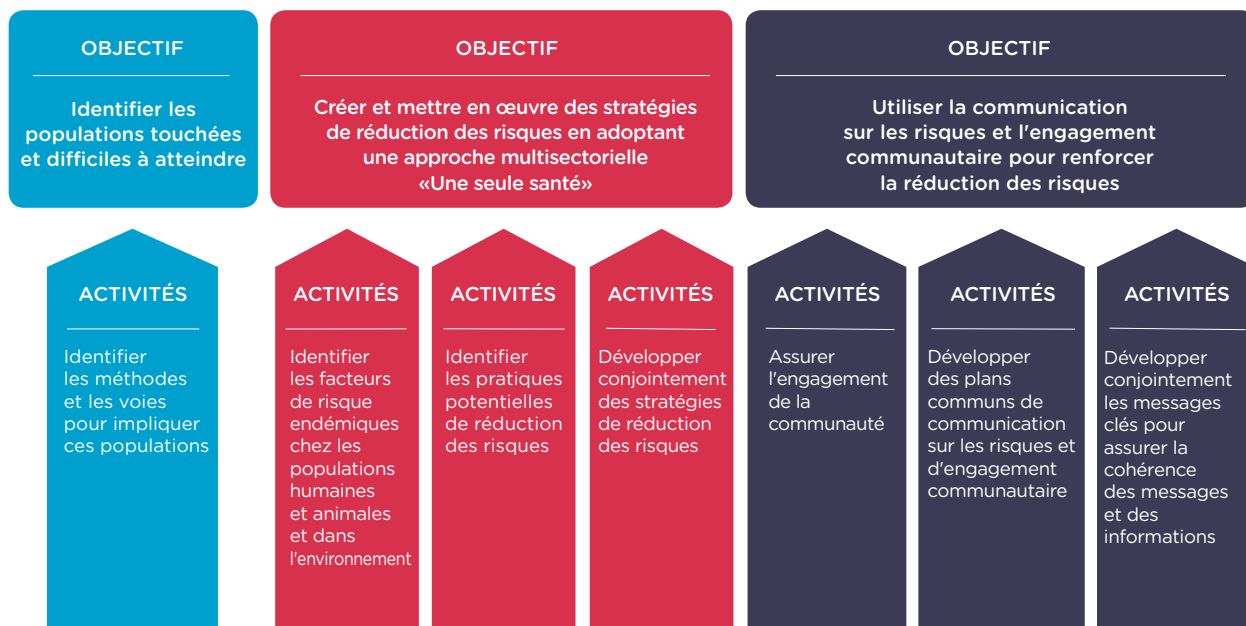 OBJECTIF
Identifier les
populations touchées
et difficiles à atteindre
OBJECTIF
Créer et mettre en œuvre des stratégies
de réduction des risques en adoptant
une approche multisectorielle
«Une seule santé»
OBJECTIF
Utiliser la communication
sur les risques et l'engagement
communautaire pour renforcer
la réduction des risques
ACTIVITÉS
Identifier
les méthodes
et les voies
pour impliquer
ces populations
ACTIVITÉS
Identifier
les facteurs
de risque
endémiques
chez les
populations
humaines
et animales
et dans
l'environnement
ACTIVITÉS
Identifier
les pratiques
potentielles
de réduction
des risques
ACTIVITÉS
Développer
conjointement
des stratégies
de réduction
des risques
ACTIVITÉS
Assurer
l'engagement
de la
communauté
ACTIVITÉS
Développer
des plans
communs de
communication
sur les risques et
d'engagement
communautaire
ACTIVITÉS
Développer
conjointement
les messages
clés pour
assurer la
cohérence
des messages
et des
informations